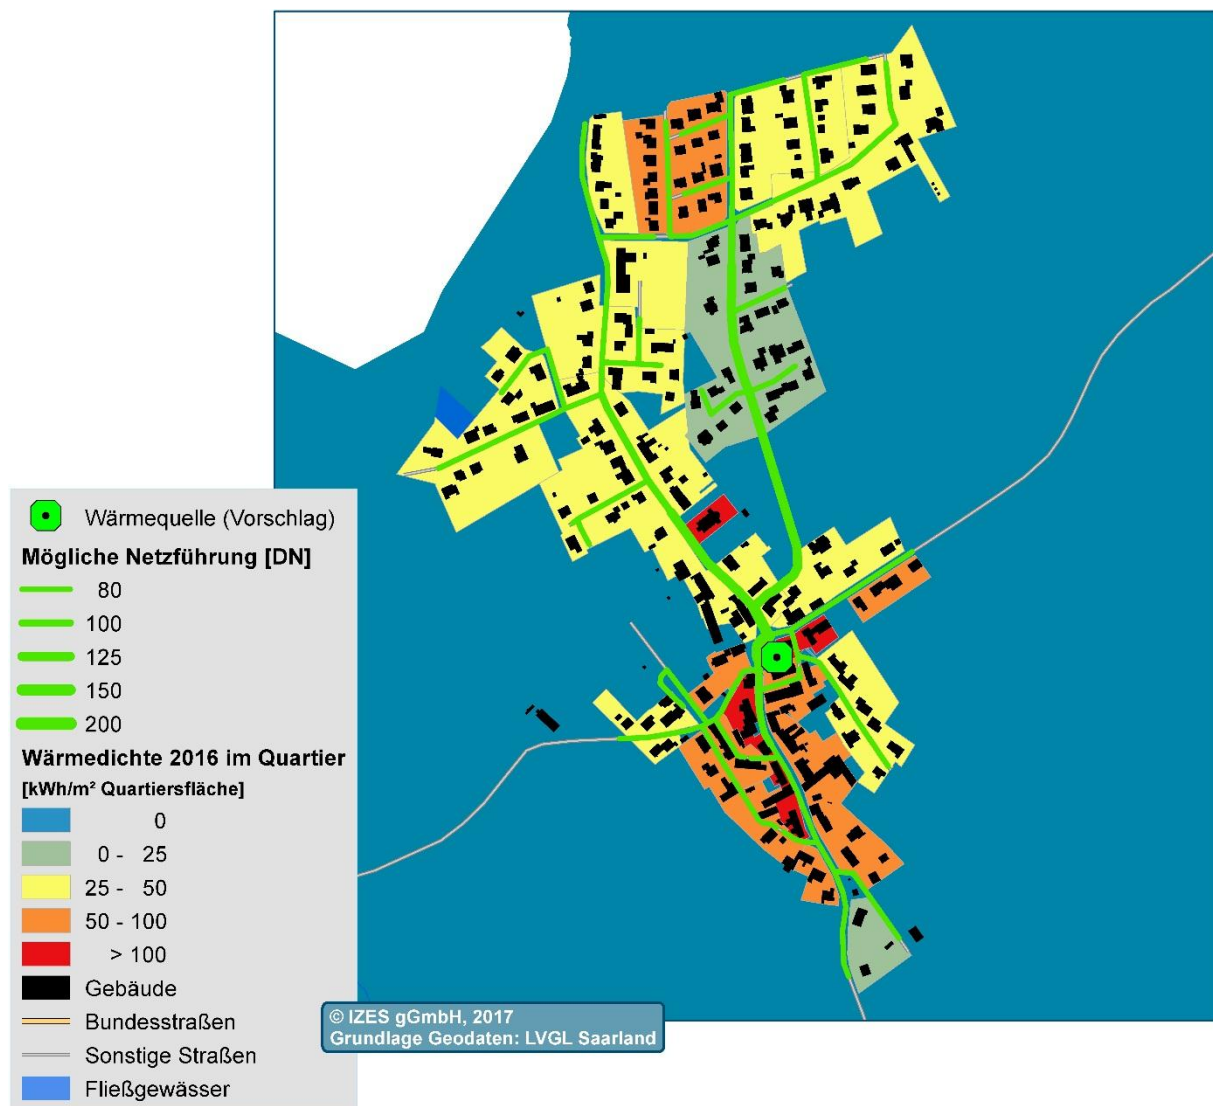 Wärmequelle (Vorschlag)
Mögliche Netzführung [DN]
80
100
125
150
200
Wärmedichte 2016 im Quartier
[kWh/m² Quartiersfläche]
0
0 - 25
25 - 50
50 - 100
> 100
Gebäude
Bundesstraßen
Sonstige Straßen
Fließgewässer
© IZES gGmbH, 2017
Grundlage Geodaten: LVGL Saarland